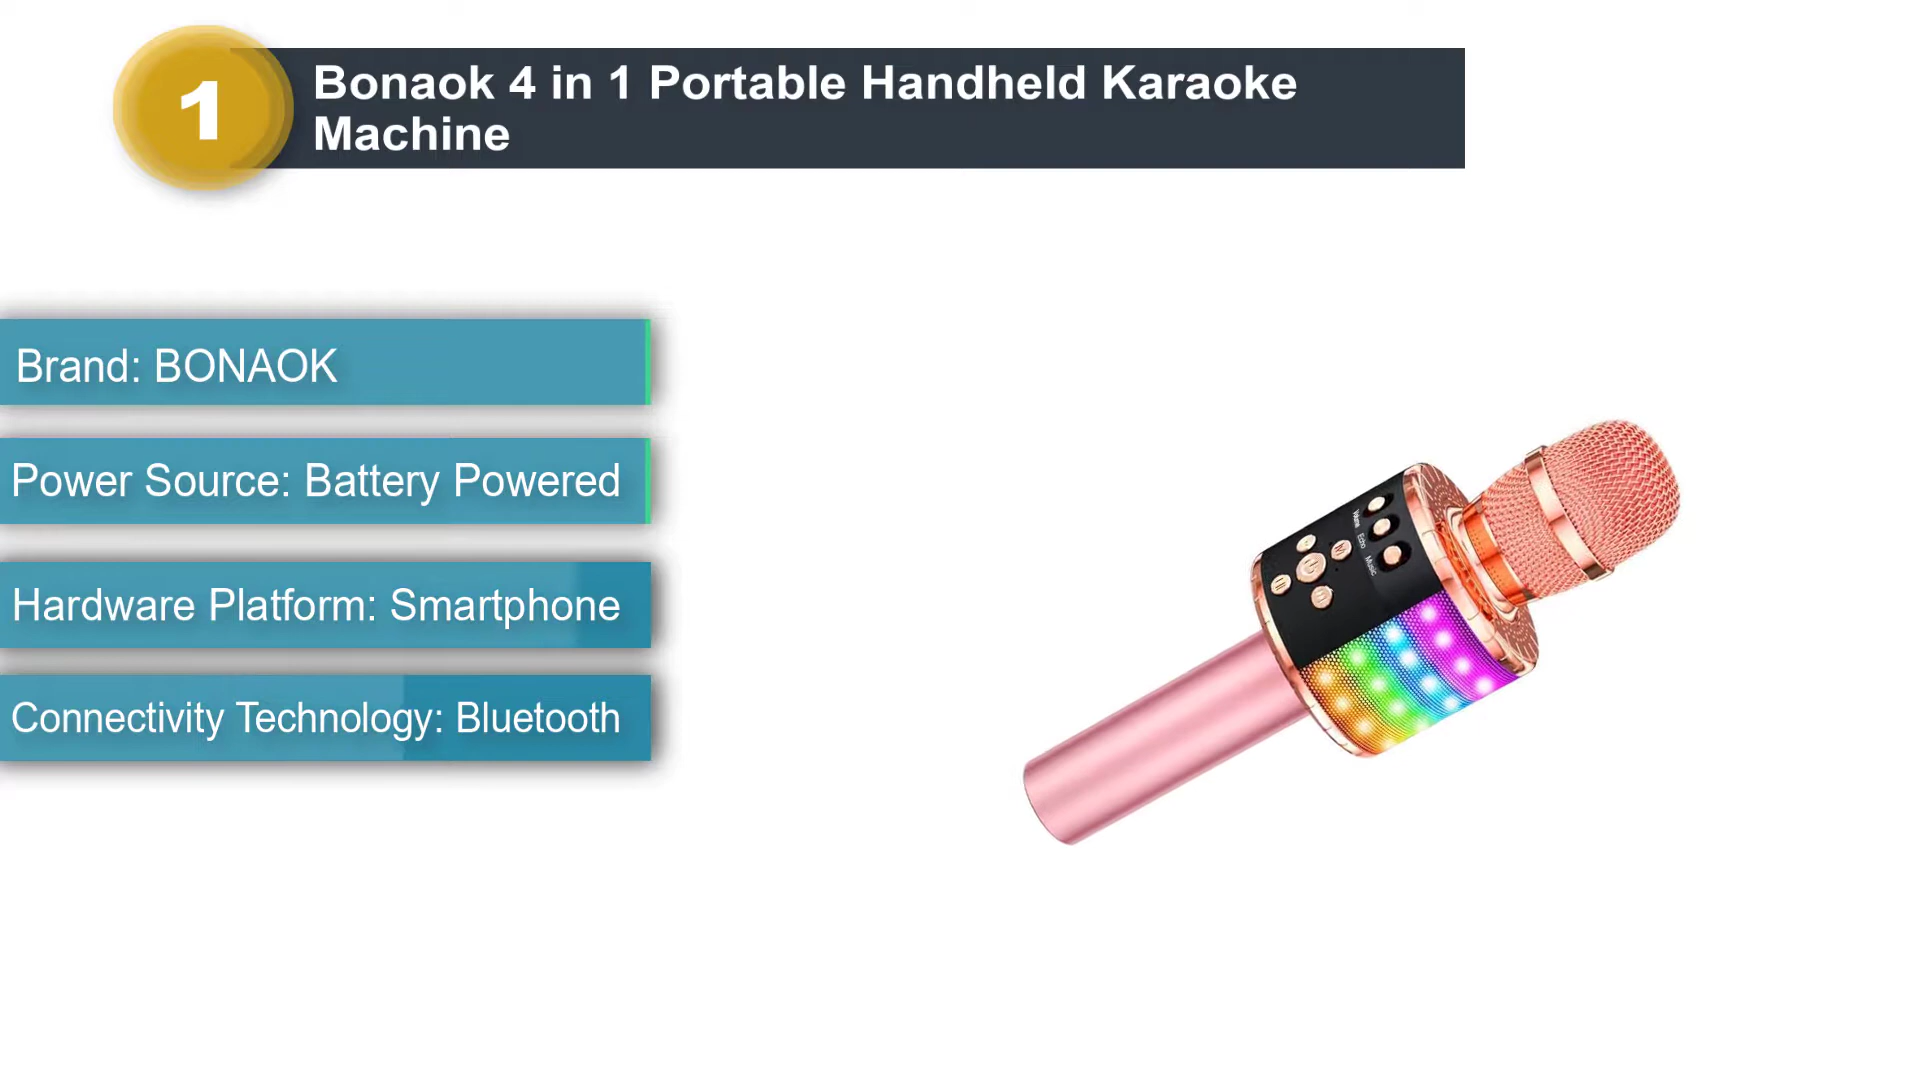 1
Bonaok 4 in 1 Portable Handheld Karaoke
Machine
Brand: BONAOK
Power Source: Battery Powered
Hardware Platform: Smartphone
Connectivity Technology: Bluetooth
Volume
Echo
Music
M